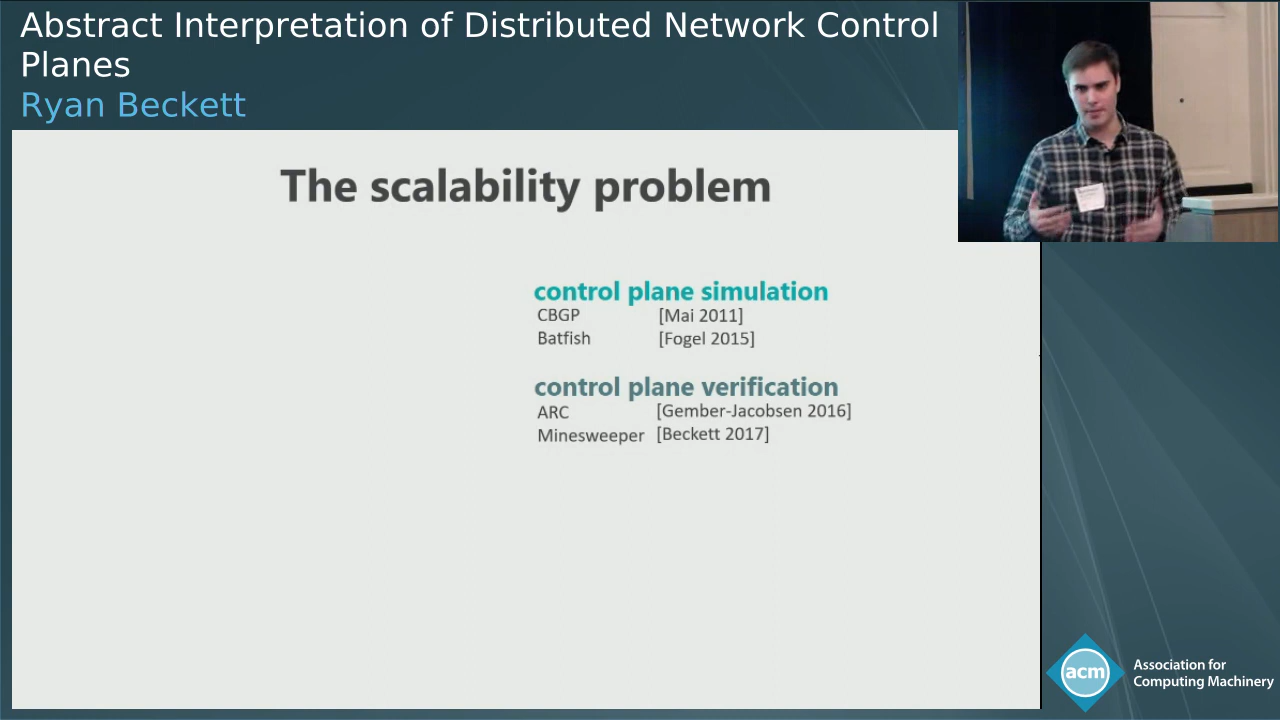 Abstract Interpretation of Distributed Network Control
Planes
Ryan Beckett
The scalability problem
control plane simulation
CBGP [Mai 2011]
Batfish [Fogel 2015]
control plane verification
ARC [Gember-Jacobsen 2016]
Minesweeper [Beckett 2017]
acm
Association for
Computing Machinery